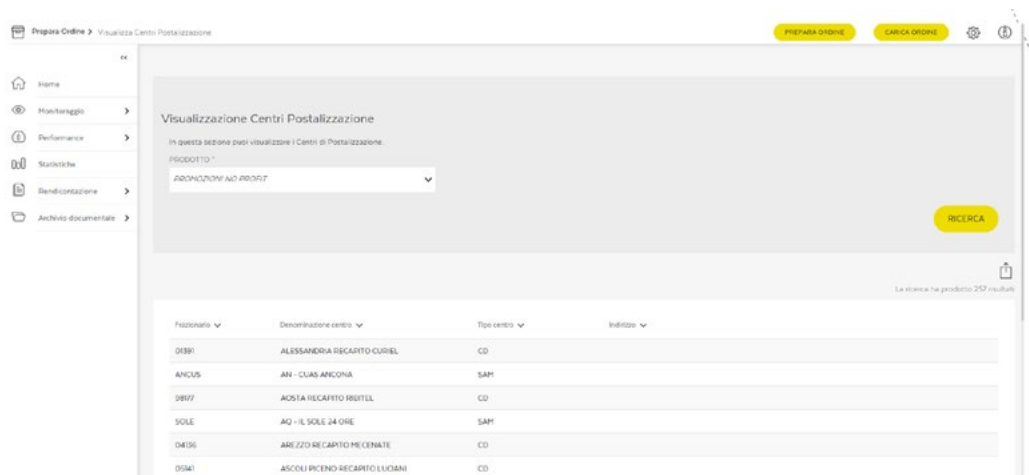 Prepara Ordine > Visualizza Centri Postalizzazione
PREPARA ORDINE
CARICA ORDINE
<<
Home
Monitoraggio
Performance
Statistiche
Rendicontazione
Archivio documentale
Visualizzazione Centri Postalizzazione
In questa sezione puoi visualizzare i Centri di Postalizzazione.
PRODOTTO *
PROMOZIONI NO PROFIT
RICERCA
La ricerca ha prodotto 257 risultati
Frazionario Denominazione centro Tipo centro Indirizzo
01391 ALESSANDRIA RECAPITO CURIEL CD
ANCUS AN - CUAS ANCONA SAM
98177 AOSTA RECAPITO RIBITEL CD
SOLE AQ - IL SOLE 24 ORE SAM
04136 AREZZO RECAPITO MECENATE CD
05141 ASCOLI PICENO RECAPITO LUCIANI CD